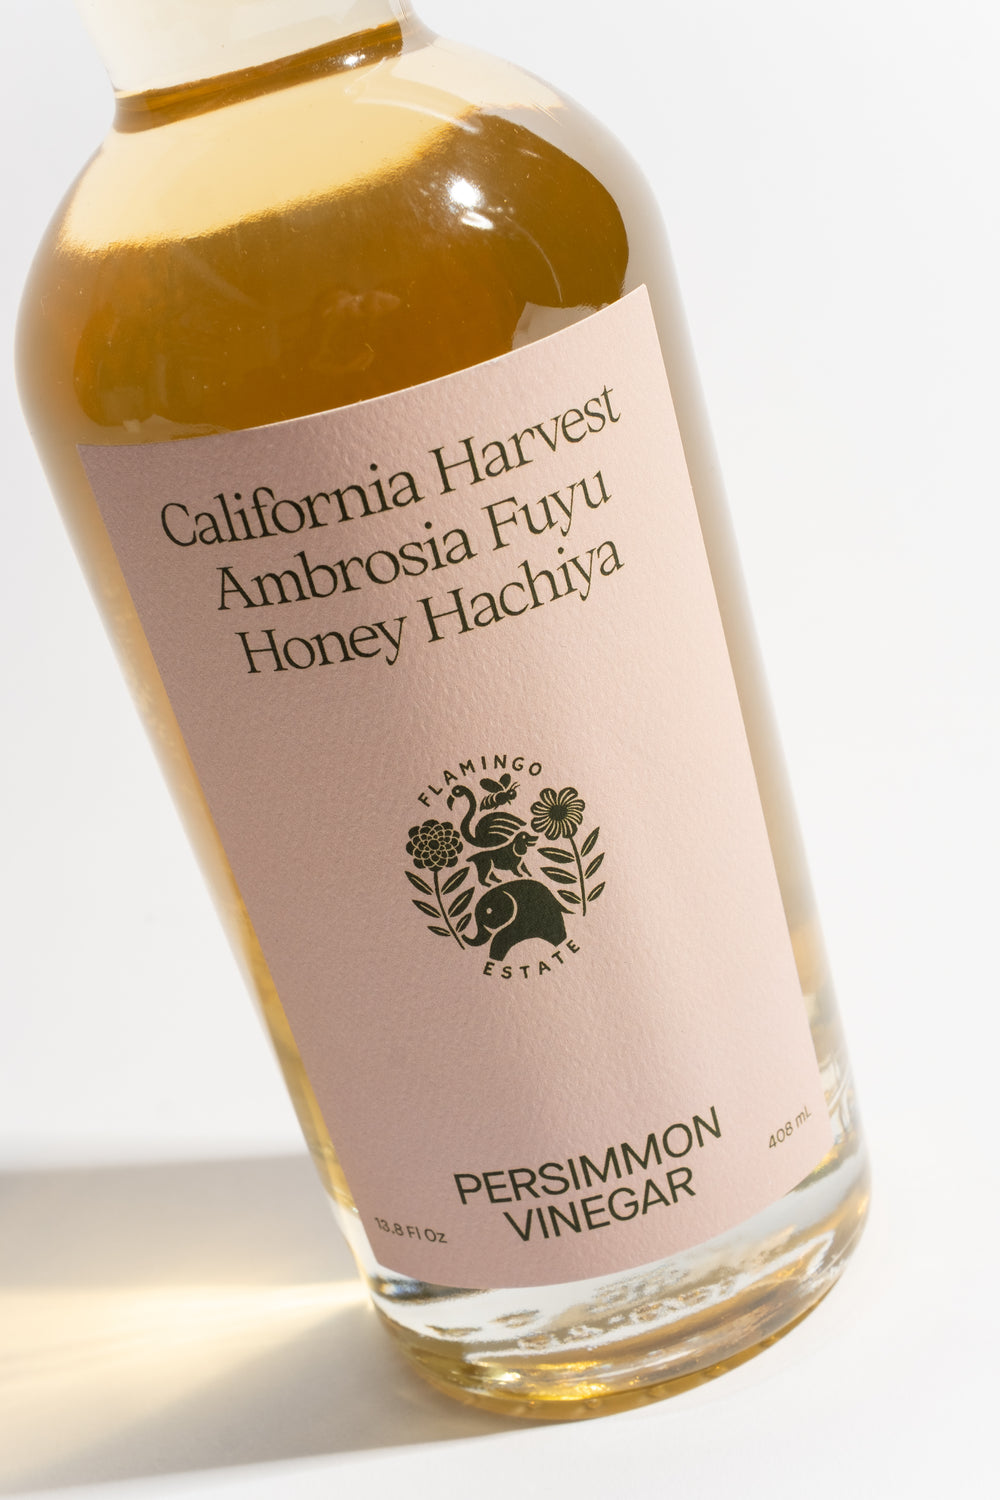 California Harvest
Ambrosia Fuyu
Honey Hachiya
FLAMINGO
ESTATE
PERSIMMON
VINEGAR
13.8 Fl Oz
408 mL